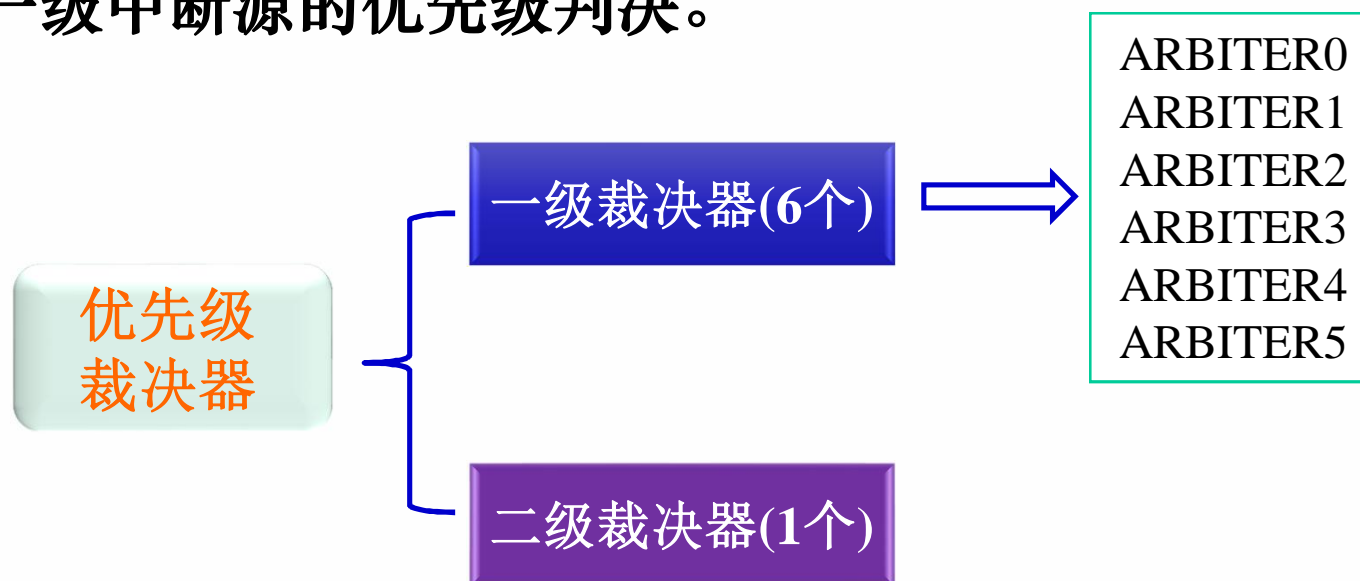 一级中断源的优先级判决。
ARBITER0
ARBITER1
ARBITER2
ARBITER3
ARBITER4
ARBITER5
一级裁决器(6个)
优先级
裁决器
二级裁决器(1个)